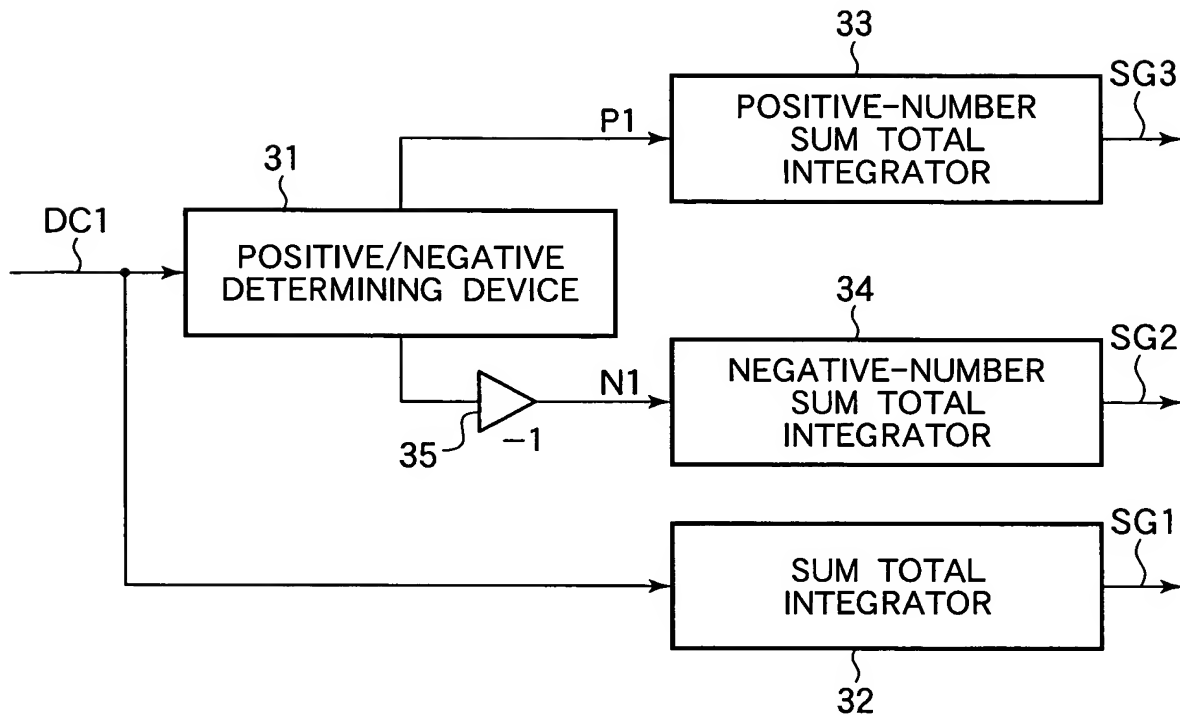 33
SG3
POSITIVE-NUMBER
SUM TOTAL
INTEGRATOR
P1
31
DC1
POSITIVE/NEGATIVE
DETERMINING DEVICE
34
SG2
NEGATIVE-NUMBER
SUM TOTAL
INTEGRATOR
N1
35
-1
SG1
SUM TOTAL
INTEGRATOR
32